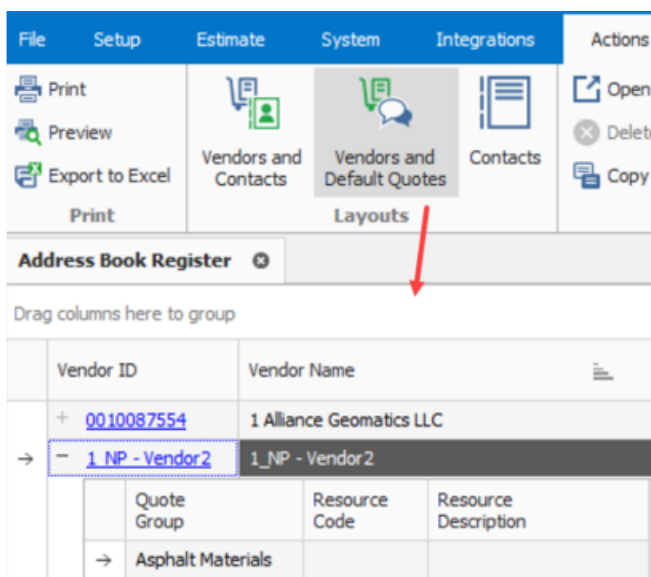 File Setup Estimate System Integrations Actions
Print
Preview
Export to Excel
Print
Vendors and
Contacts
Vendors and
Default Quotes
Contacts
Layouts
Open
Delete
Copy
Address Book Register
Drag columns here to group
Vendor ID Vendor Name
0010087554 1 Alliance Geomatics LLC
1_NP - Vendor2 1_NP - Vendor2
Quote
Group
Resource
Code
Resource
Description
Asphalt Materials